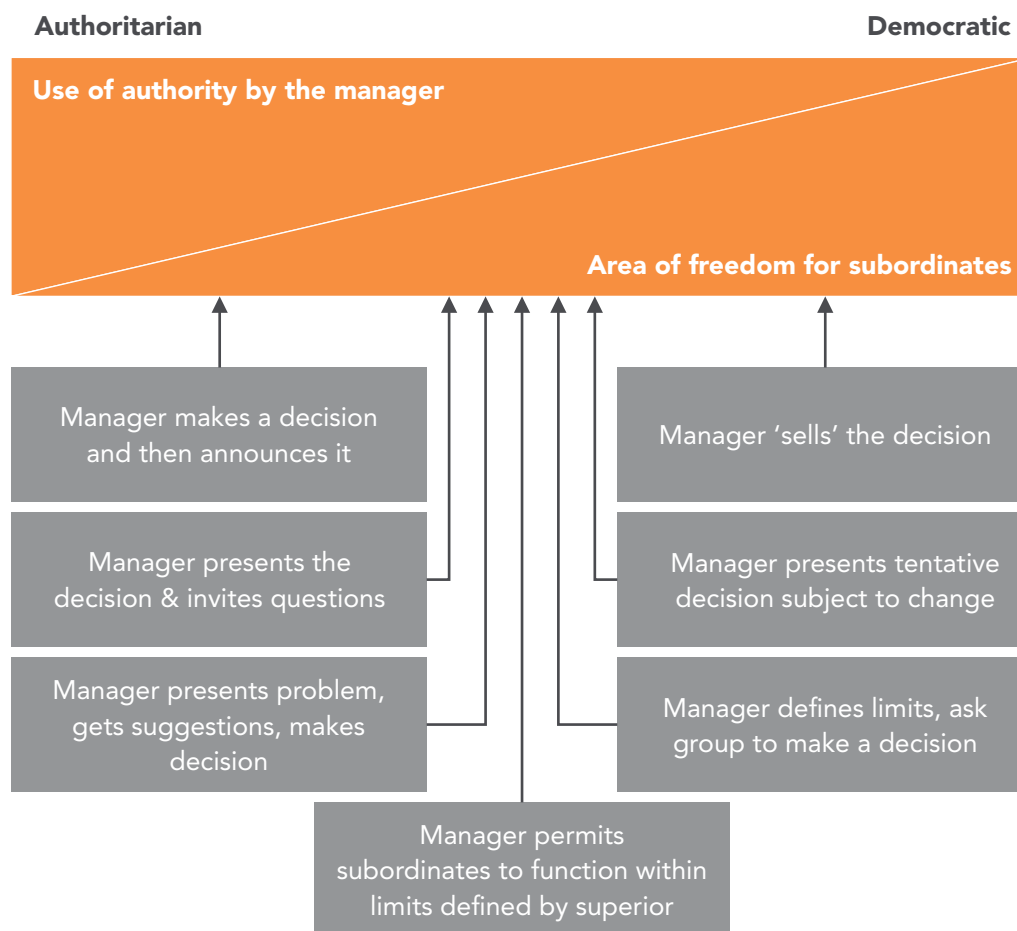 Authoritarian
Democratic
Use of authority by the manager
Area of freedom for subordinates
Manager makes a decision
and then announces it
Manager ‘sells’ the decision
Manager presents the
decision & invites questions
Manager presents tentative
decision subject to change
Manager presents problem,
gets suggestions, makes
decision
Manager defines limits, ask
group to make a decision
Manager permits
subordinates to function within
limits defined by superior